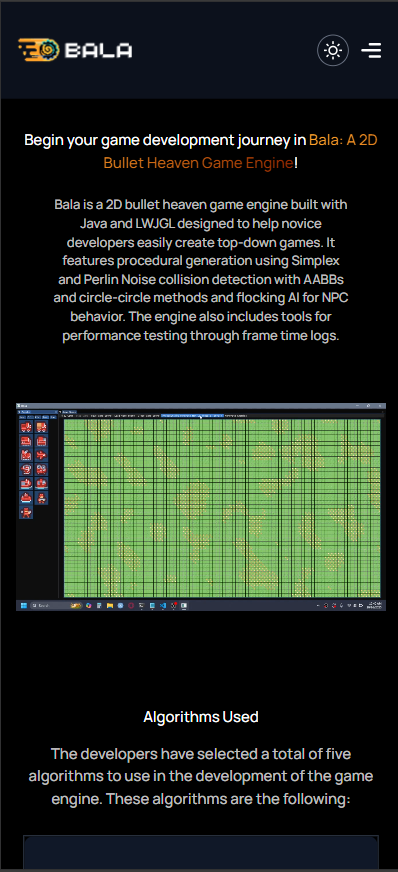 BALA
Begin your game development journey in Bala: A 2D
Bullet Heaven Game Engine!
Bala is a 2D bullet heaven game engine built with
Java and LWJGL designed to help novice
developers easily create top-down games. It
features procedural generation using Simplex
and Perlin Noise collision detection with AABBs
and circle-circle methods and flocking AI for NPC
behavior. The engine also includes tools for
performance testing through frame time logs.
Algorithms Used
The developers have selected a total of five
algorithms to use in the development of the game
engine. These algorithms are the following: